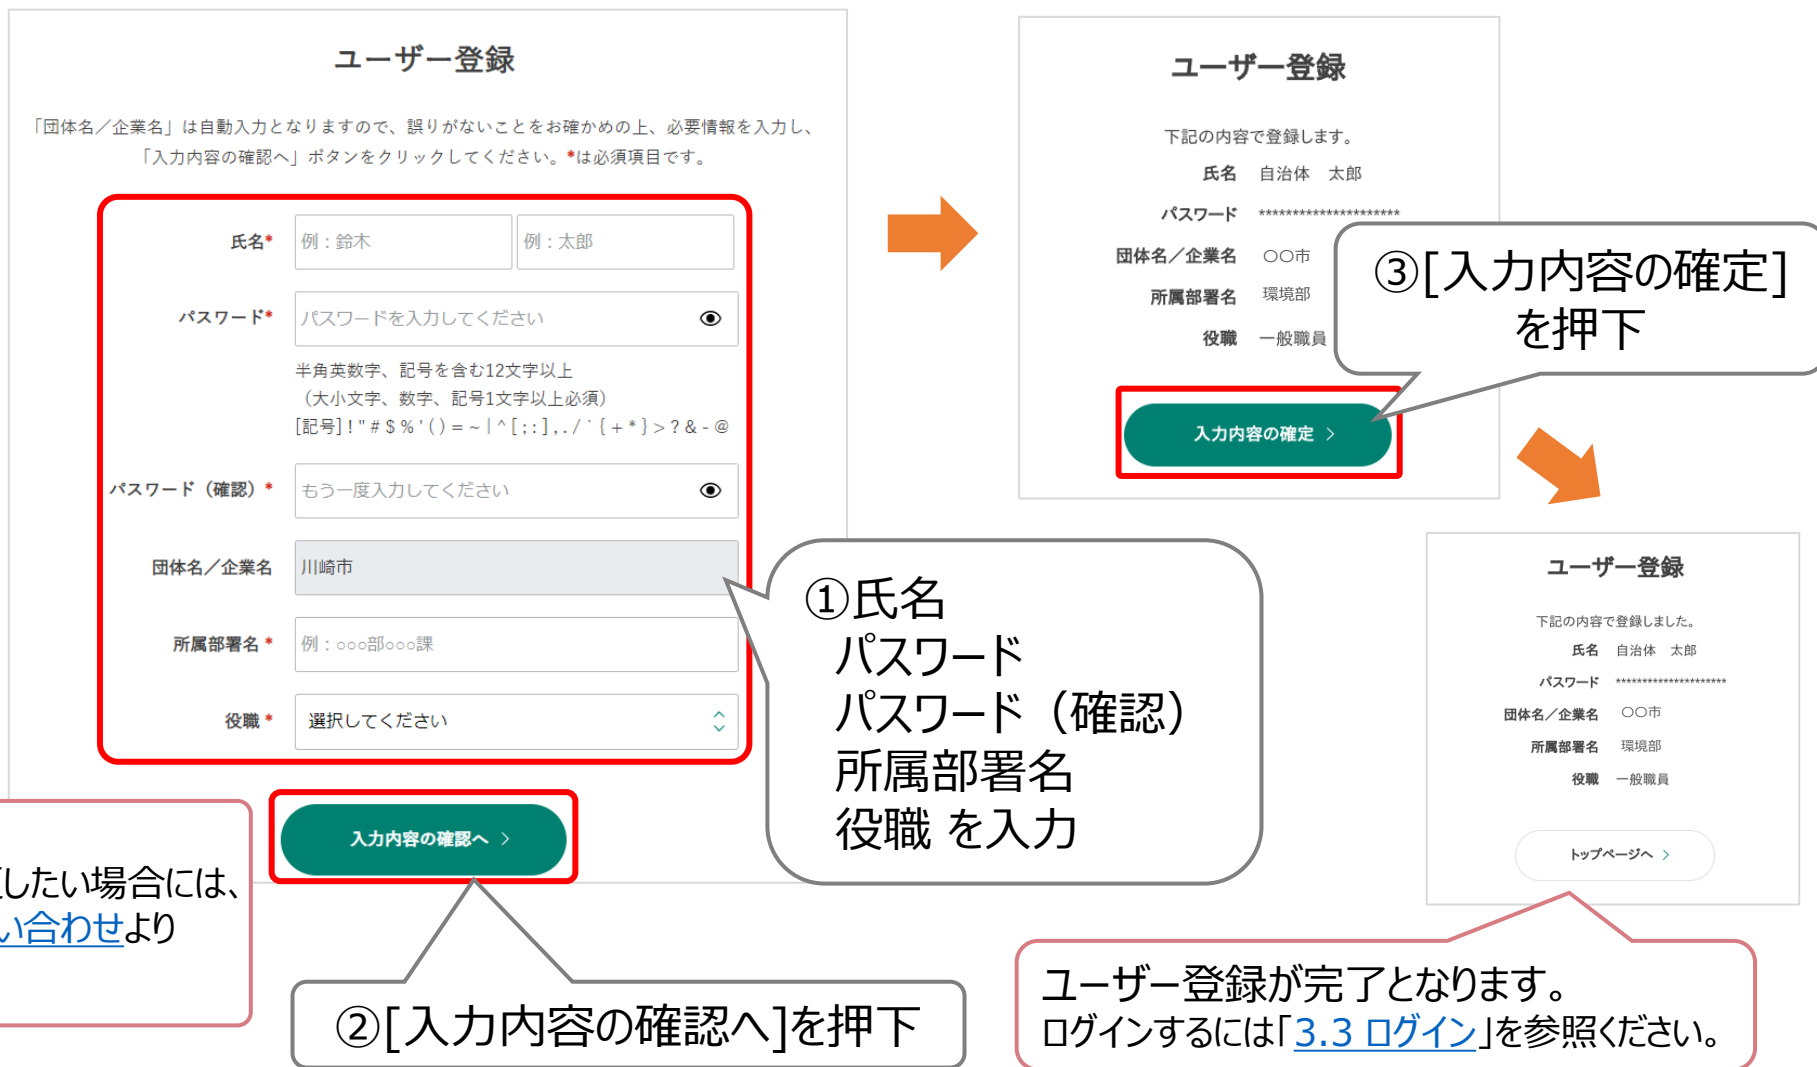 ユーザー登録
「団体名／企業名」は自動入力となりますので、誤りがないことをお確かめの上、必要情報を入力し、
「入力内容の確認へ」ボタンをクリックしてください。*は必須項目です。
氏名* 例：鈴木 例：太郎
パスワード* パスワードを入力してください
半角英数字、記号を含む12文字以上
（大小文字、数字、記号1文字以上必須）
[記号] ! " # $ % ' ( ) = ~ | ^ [ ; : ] , . / ` { + * } > ? & - @
パスワード（確認）* もう一度入力してください
団体名／企業名 川崎市
所属部署名 * 例：○○○部○○○課
役職 * 選択してください
入力内容の確認へ >
したい場合には、
い合わせより
②[入力内容の確認へ]を押下
①氏名
パスワード
パスワード（確認）
所属部署名
役職 を入力
ユーザー登録
下記の内容で登録します。
氏名 自治体 太郎
パスワード *********************
団体名／企業名 〇〇市
所属部署名 環境部
役職 一般職員
入力内容の確定 >
③[入力内容の確定]
を押下
ユーザー登録
下記の内容で登録しました。
氏名 自治体 太郎
パスワード *********************
団体名／企業名 〇〇市
所属部署名 環境部
役職 一般職員
トップページへ >
ユーザー登録が完了となります。
ログインするには「3.3 ログイン」を参照ください。